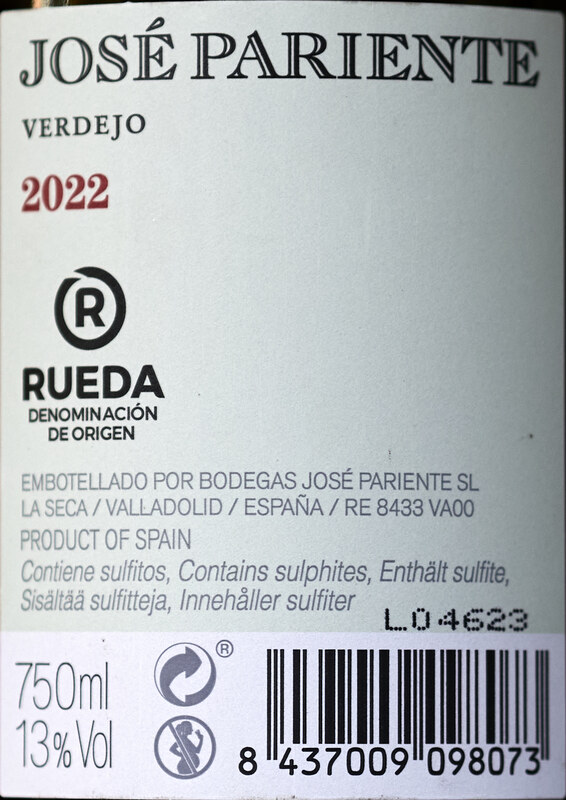 JOSÉ PARIENTE
VERDEJO
2022
R
RUEDA
DENOMINACIÓN
DE ORIGEN
EMBOTELLADO POR BODEGAS JOSÉ PARIENTE SL
LA SECA / VALLADOLID / ESPAÑA / RE 8433 VA00
PRODUCT OF SPAIN
Contiene sulfitos, Contains sulphites, Enthält sulfite,
Sisältää sulfitteja, Innehåller sulfiter
L04623
750ml
®
13%Vol
8 437009 098073